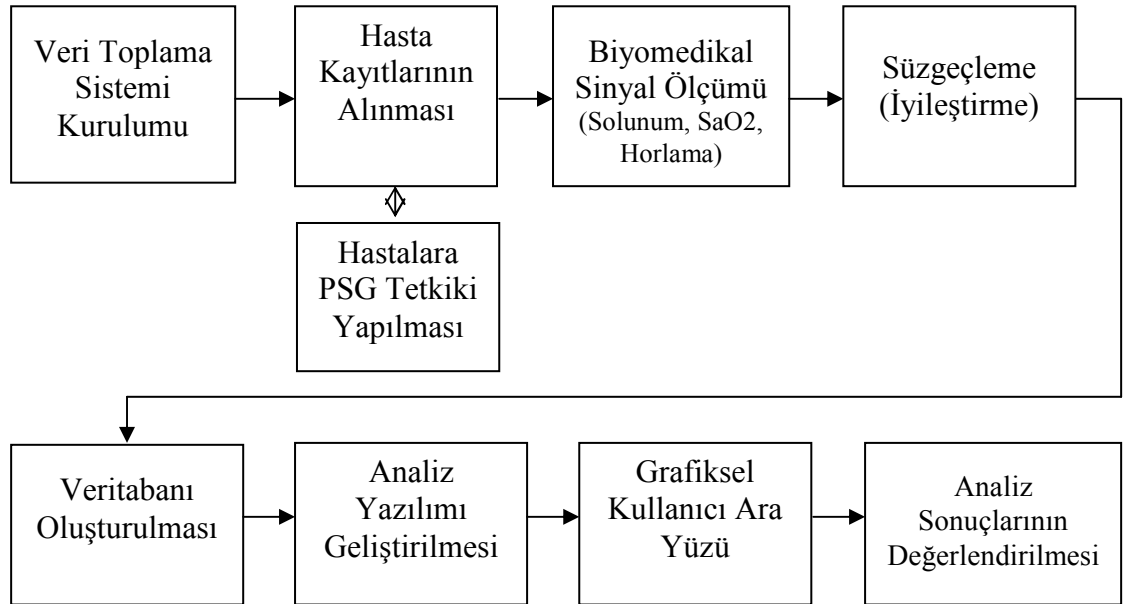 Veri Toplama
Sistemi
Kurulumu
Hasta
Kayıtlarının
Alınması
Biyomedikal
Sinyal Ölçümü
(Solunum, SaO2,
Horlama)
Süzgeçleme
(İyileştirme)
Hastalara
PSG Tetkiki
Yapılması
Veritabanı
Oluşturulması
Analiz
Yazılımı
Geliştirilmesi
Grafiksel
Kullanıcı Ara
Yüzü
Analiz
Sonuçlarının
Değerlendirilmesi